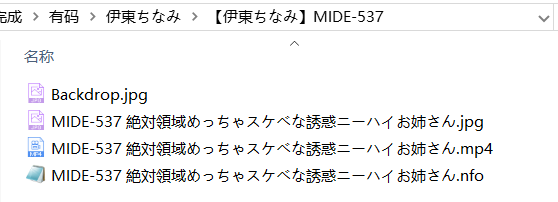 完成 > 有码 > 伊東ちなみ > 【伊東ちなみ】MIDE-537
名称
Backdrop.jpg
MIDE-537 絶対領域めっちゃスケベな誘惑ニーハイお姉さん.jpg
MIDE-537 絶対領域めっちゃスケベな誘惑ニーハイお姉さん.mp4
MIDE-537 絶対領域めっちゃスケベな誘惑ニーハイお姉さん.nfo